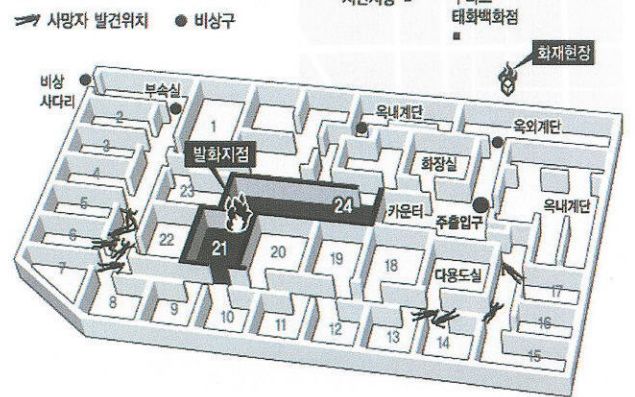 사망자 발견위치 ● 비상구
태화백화점
■
화재현장
비상
사다리
부속실
옥내계단
옥외계단
발화지점
화장실
옥내계단
카운터
주출입구
다용도실
1
2
3
4
5
6
7
8
9
10
11
12
13
14
15
16
17
18
19
20
21
22
23
24